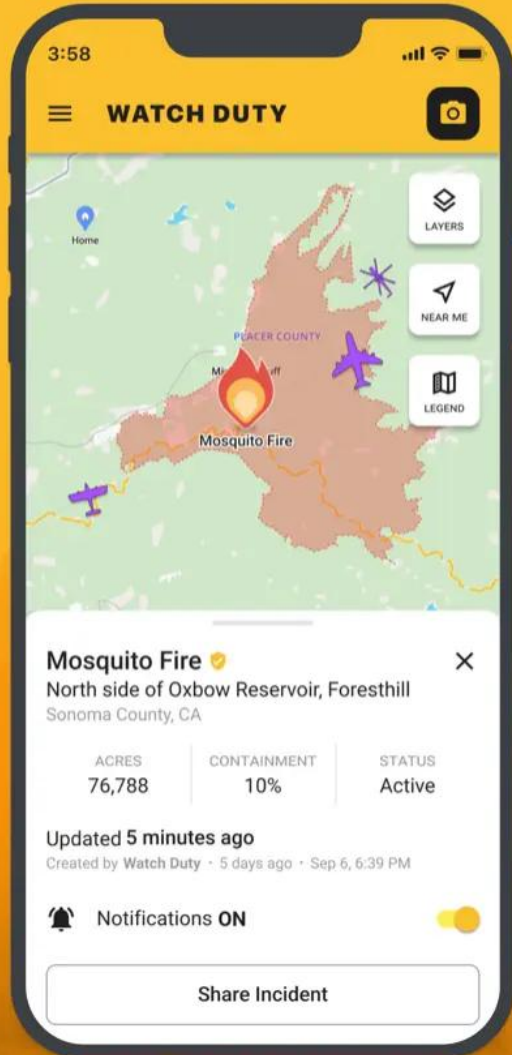 3:58
WATCH DUTY
LAYERS
Home
NEAR ME
PLACER COUNTY
LEGEND
Mosquito Fire
Mosquito Fire
North side of Oxbow Reservoir, Foresthill
Sonoma County, CA
ACRES CONTAINMENT STATUS
76,788 10% Active
Updated 5 minutes ago
Created by Watch Duty • 5 days ago • Sep 6, 6:39 PM
Notifications ON
Share Incident